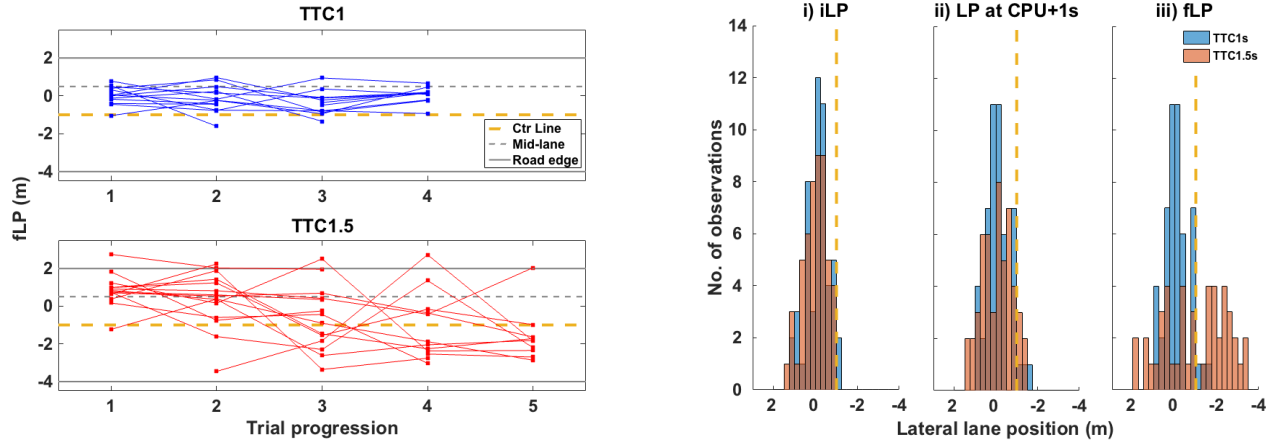 TTC1
2
0
-2
-4
1
2
3
4
Ctr Line
Mid-lane
Road edge
fLP (m)
TTC1.5
2
0
-2
-4
1
2
3
4
5
Trial progression
i) iLP
ii) LP at CPU+1s
iii) fLP
TTC1s
TTC1.5s
No. of observations
14
12
10
8
6
4
2
0
2 0 -2 -4
2 0 -2 -4
2 0 -2 -4
Lateral lane position (m)